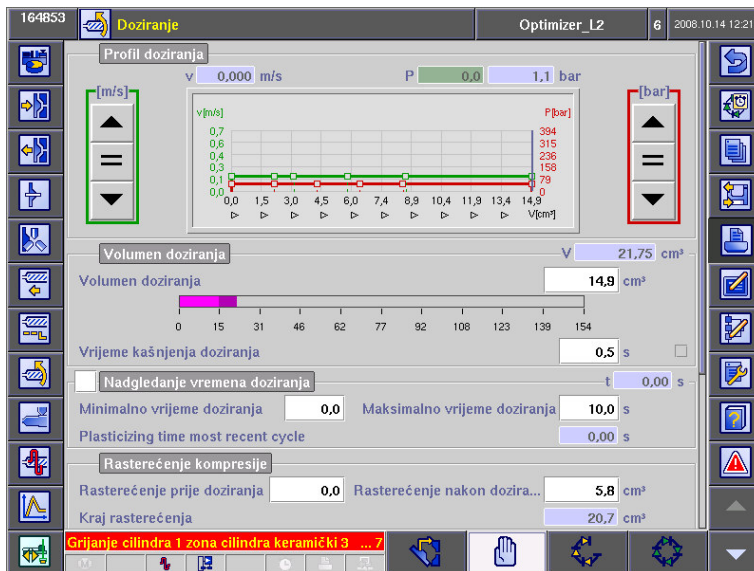 164853 Doziranje Optimizer_L2 6 2008.10.14 12:21
Profil doziranja
v 0,000 m/s P 0,0 1,1 bar
[m/s] [bar]
v[m/s] P[bar]
0,7 394
0,6 315
0,4 236
0,3 158
0,1 79
0,0 0
0,0 1,5 3,0 4,5 6,0 7,4 8,9 10,4 11,9 13,4 14,9
V[cm³]
Volumen doziranja V 21,75 cm³
Volumen doziranja 14,9 cm³
0 15 31 46 62 77 92 108 123 139 154
Vrijeme kašnjenja doziranja 0,5 s
Nadgledanje vremena doziranja t 0,00 s
Minimalno vrijeme doziranja 0,0 Maksimalno vrijeme doziranja 10,0 s
Plasticizing time most recent cycle 0,00 s
Rasterećenje kompresije
Rasterećenje prije doziranja 0,0 Rasterećenje nakon dozira... 5,8 cm³
Kraj rasterećenja 20,7 cm³
Grijanje cilindra 1 zona cilindra keramički 3 ... 7